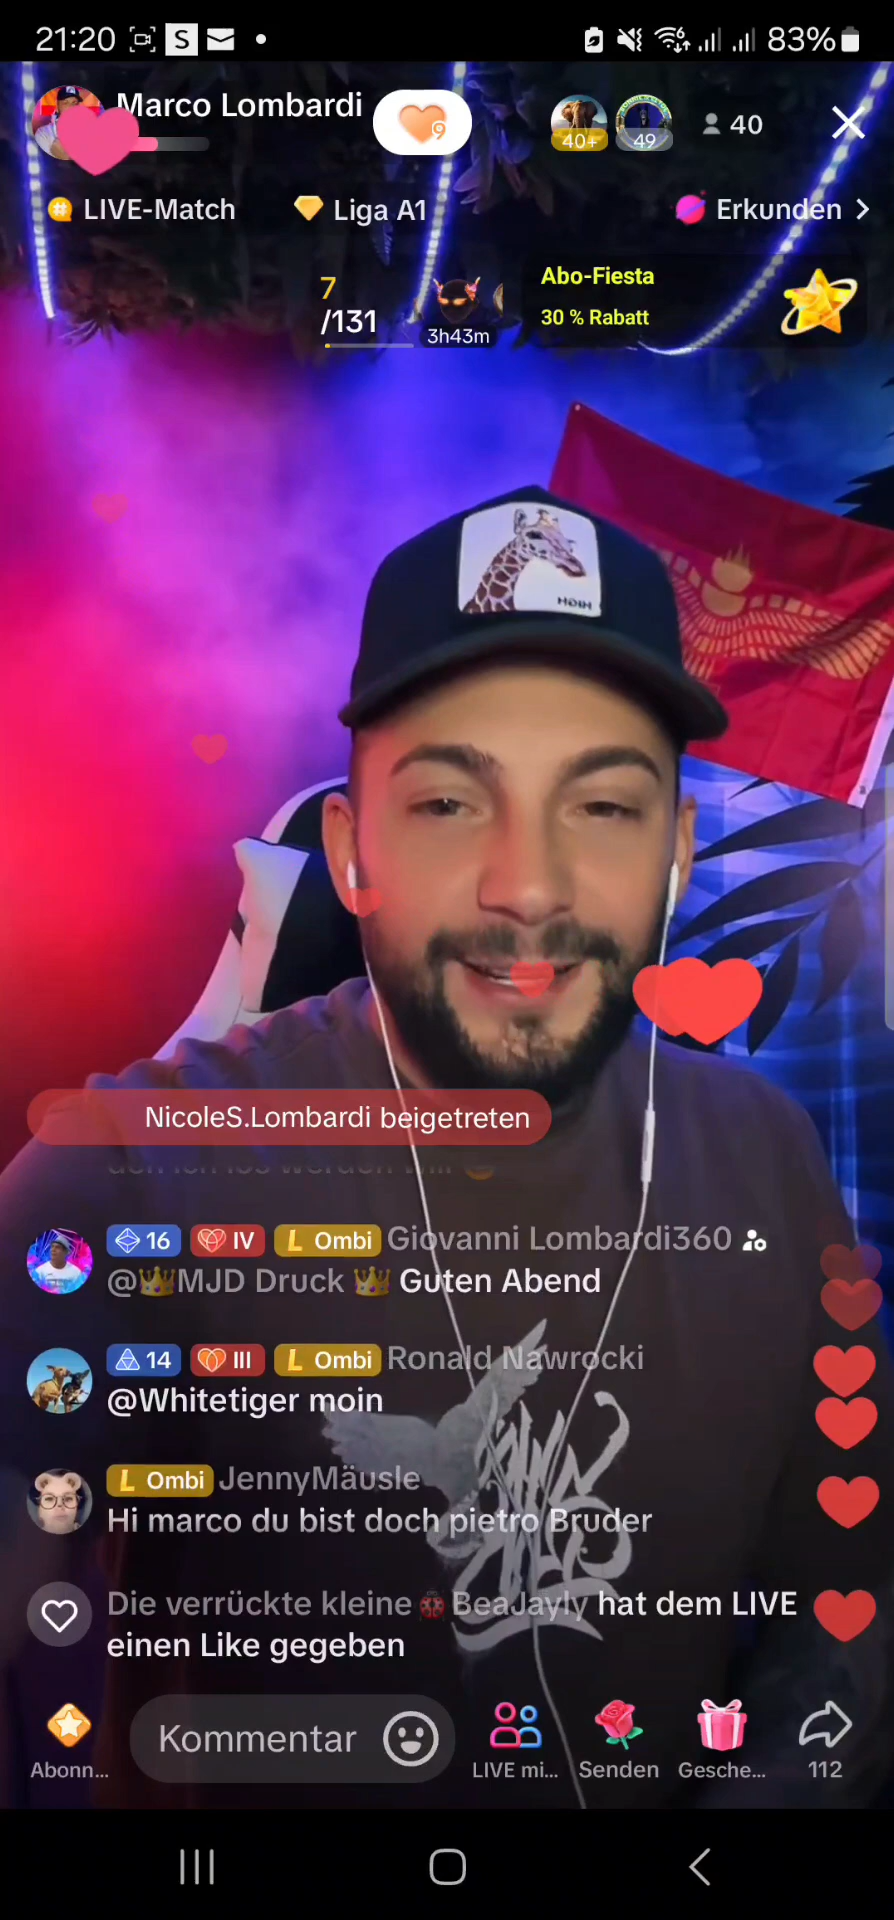 21:20 S 83%
Marco Lombardi
40+ 49 40
LIVE-Match Liga A1 Erkunden
7
/131
3h43m
Abo-Fiesta
30 % Rabatt
HIGH
NicoleS.Lombardi beigetreten
16 IV L Ombi Giovanni Lombardi360
@👑MJD Druck 👑 Guten Abend
14 III L Ombi Ronald Nawrocki
@Whitetiger moin
L Ombi JennyMäusle
Hi marco du bist doch pietro Bruder
Die verrückte kleine 🐞 BeaJayly hat dem LIVE
einen Like gegeben
Kommentar
Abonn... LIVE mi... Senden Gesche... 112